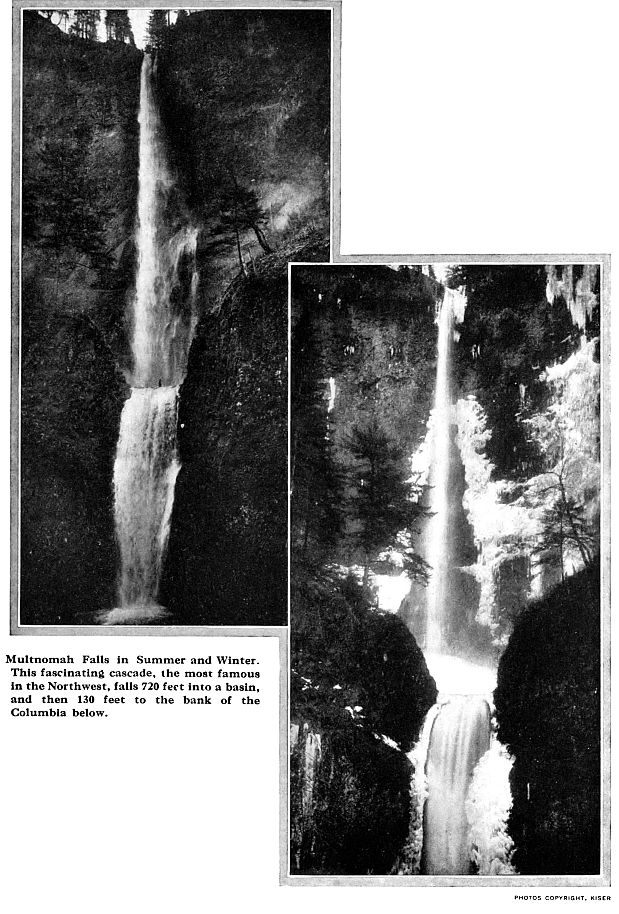 Multnomah Falls in Summer and Winter.
This fascinating cascade, the most famous
in the Northwest, falls 720 feet into a basin,
and then 130 feet to the bank of the
Columbia below.
PHOTOS COPYRIGHT, KISER